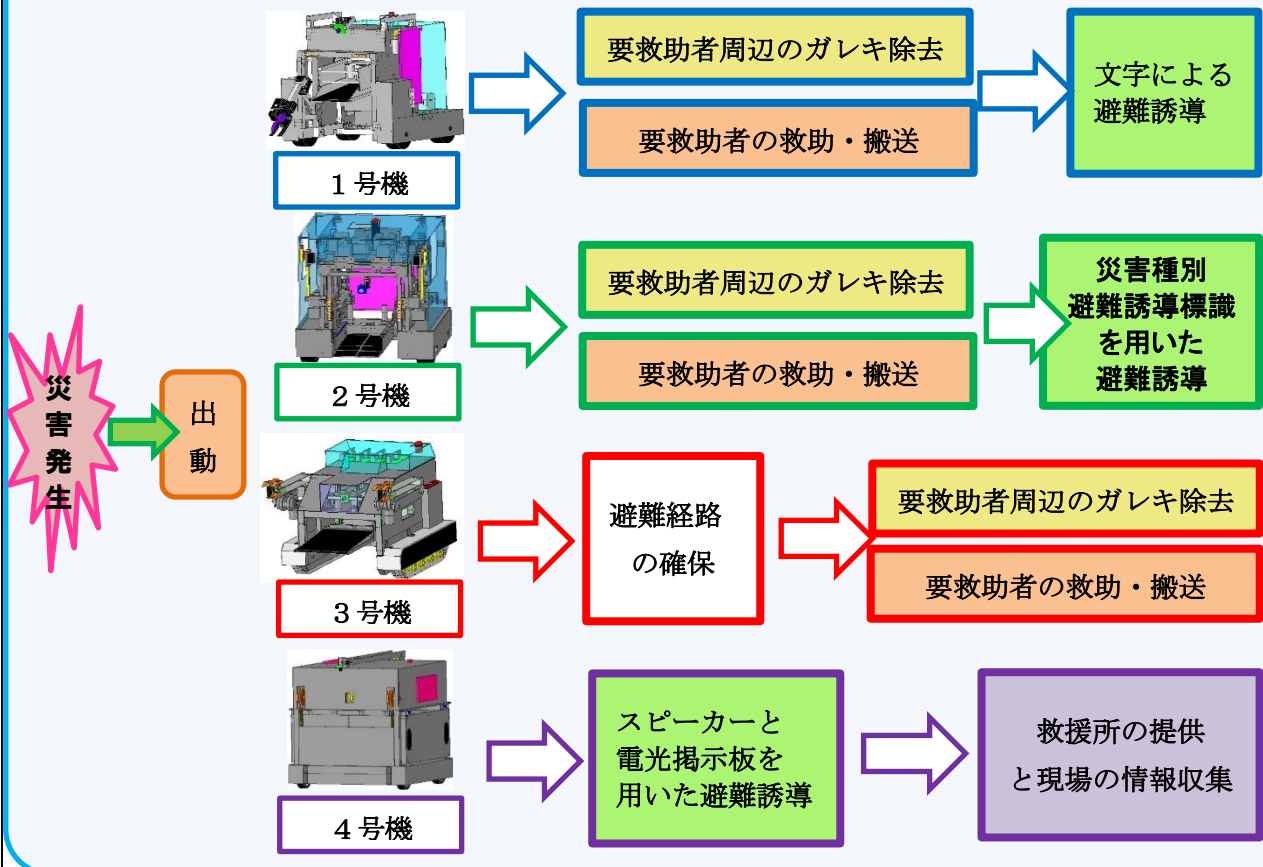 災害発生
出動
１号機
要救助者周辺のガレキ除去
要救助者の救助・搬送
文字による
避難誘導
２号機
要救助者周辺のガレキ除去
要救助者の救助・搬送
災害種別
避難誘導標識
を用いた
避難誘導
３号機
避難経路
の確保
要救助者周辺のガレキ除去
要救助者の救助・搬送
４号機
スピーカーと
電光掲示板を
用いた避難誘導
救援所の提供
と現場の情報収集